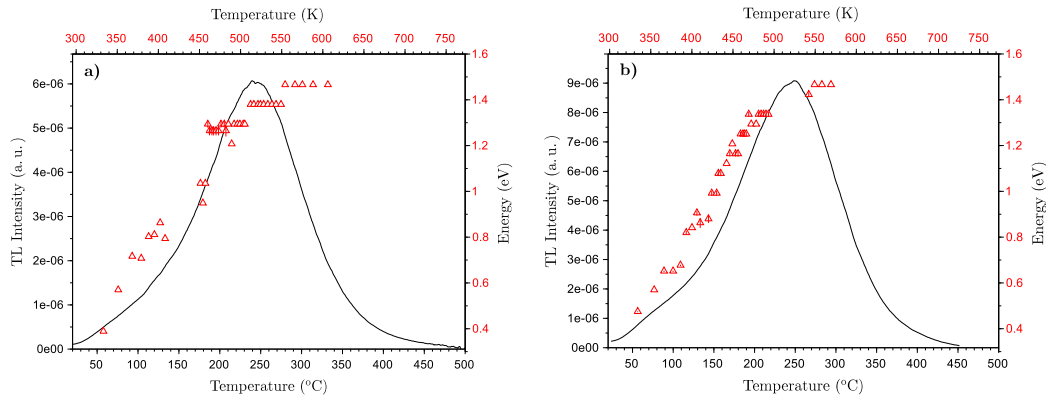 Temperature (K)
300 350 400 450 500 550 600 650 700 750
a)
6e-06
5e-06
4e-06
3e-06
2e-06
1e-06
0e00
TL Intensity (a. u.)
1.6
1.4
1.2
1
0.8
0.6
0.4
Energy (eV)
50 100 150 200 250 300 350 400 450 500
Temperature (°C)
Temperature (K)
300 350 400 450 500 550 600 650 700 750
b)
9e-06
8e-06
7e-06
6e-06
5e-06
4e-06
3e-06
2e-06
1e-06
0e00
TL Intensity (a. u.)
1.6
1.4
1.2
1
0.8
0.6
0.4
Energy (eV)
50 100 150 200 250 300 350 400 450 500
Temperature (°C)